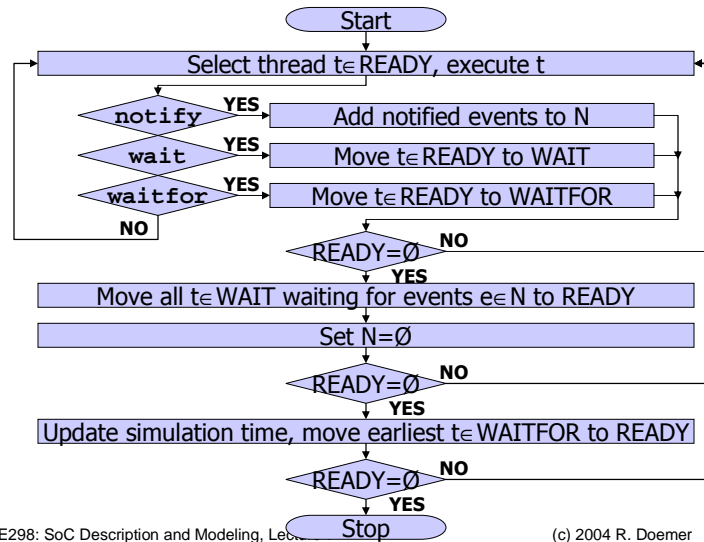 Start
Select thread t∈READY, execute t
notify YES Add notified events to N
wait YES Move t∈READY to WAIT
waitfor YES Move t∈READY to WAITFOR
NO
READY=Ø NO
YES
Move all t∈WAIT waiting for events e∈N to READY
Set N=Ø
READY=Ø NO
YES
Update simulation time, move earliest t∈WAITFOR to READY
READY=Ø NO
YES
Stop
E298: SoC Description and Modeling, (c) 2004 R. Doemer